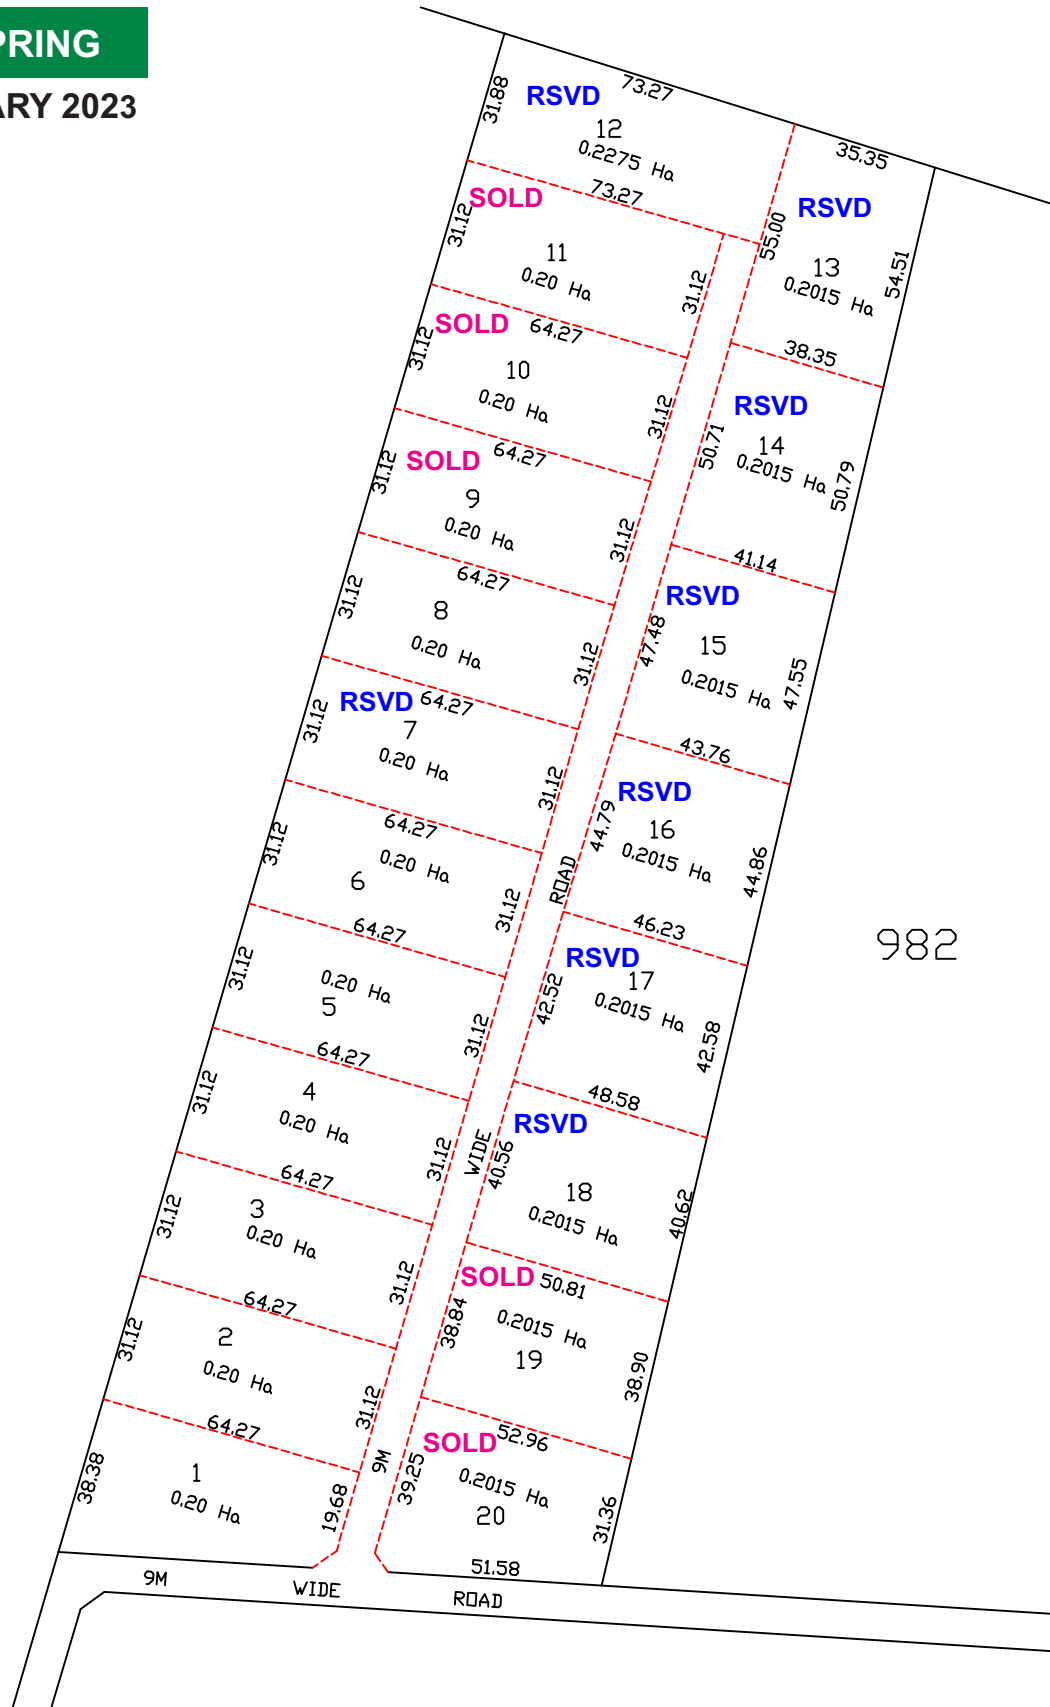 PRING
ARY 2023
31.88
RSVD
73.27
12
0.2275 Ha
73.27
35.35
RSVD
55.00
13
0.2015 Ha
54.51
38.35
SOLD
31.12
11
0.20 Ha
31.12
64.27
SOLD
31.12
10
0.20 Ha
31.12
64.27
RSVD
50.71
14
0.2015 Ha
50.79
41.14
SOLD
31.12
9
0.20 Ha
31.12
64.27
RSVD
47.48
15
0.2015 Ha
47.55
43.76
31.12
8
0.20 Ha
31.12
64.27
RSVD
31.12
7
0.20 Ha
31.12
64.27
RSVD
44.79
16
0.2015 Ha
44.86
46.23
31.12
0.20 Ha
6
31.12
64.27
982
RSVD
42.52
17
0.2015 Ha
42.58
48.58
31.12
0.20 Ha
5
31.12
64.27
31.12
4
0.20 Ha
31.12
64.27
RSVD
40.56
18
0.2015 Ha
40.62
50.81
31.12
3
0.20 Ha
31.12
64.27
SOLD
38.84
0.2015 Ha
19
38.90
52.96
31.12
2
0.20 Ha
31.12
64.27
SOLD
39.25
0.2015 Ha
20
31.36
51.58
38.38
1
0.20 Ha
19.68
9M WIDE ROAD
9M WIDE ROAD